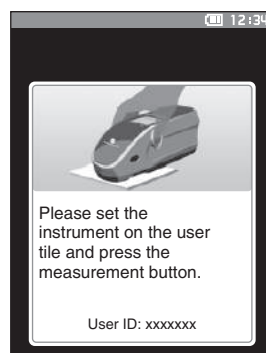 12:34
Please set the
instrument on the user
tile and press the
measurement button.
User ID: xxxxxxx